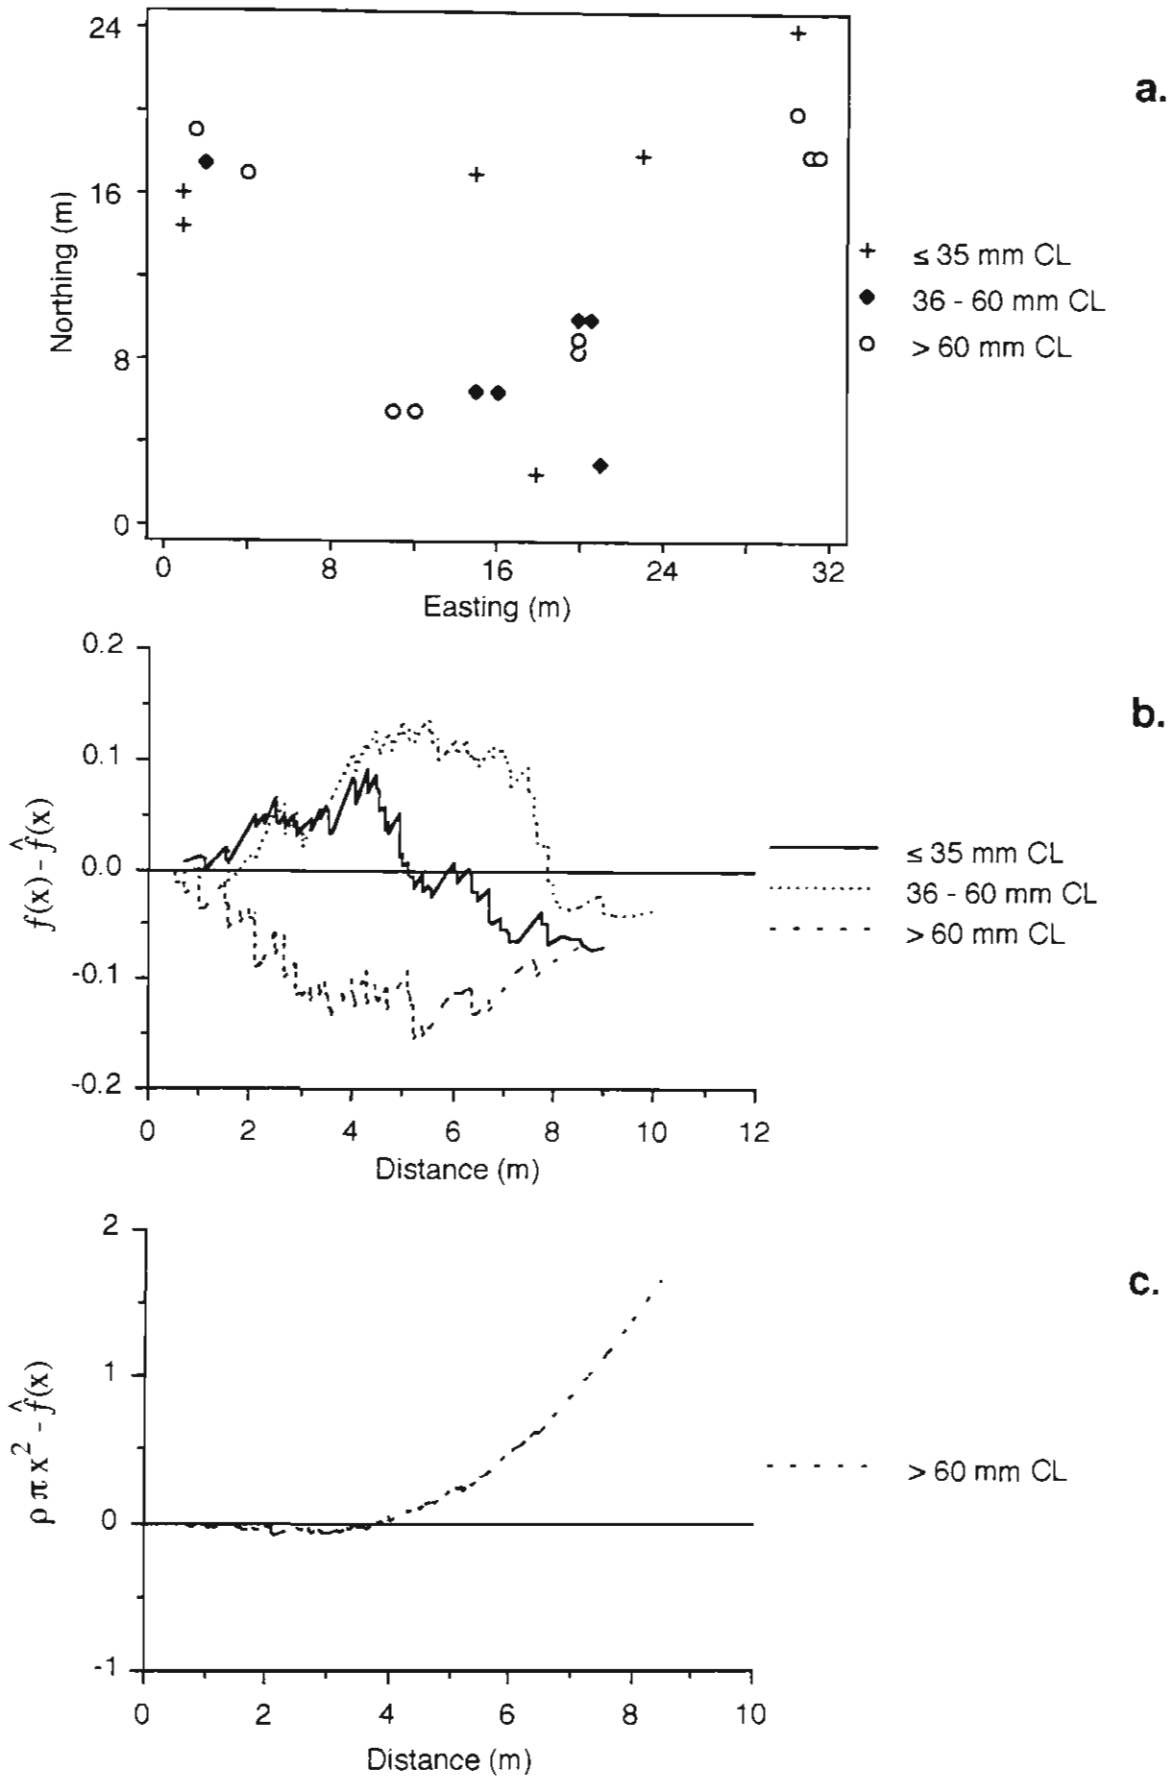 24
16
8
0
Northing (m)
0 8 16 24 32
Easting (m)
a.
≤ 35 mm CL
36 - 60 mm CL
> 60 mm CL
0.2
0.1
0.0
-0.1
-0.2
f(x) - f̂(x)
0 2 4 6 8 10 12
Distance (m)
b.
≤ 35 mm CL
36 - 60 mm CL
> 60 mm CL
2
1
0
-1
ρ π x² - f̂(x)
0 2 4 6 8 10
Distance (m)
c.
> 60 mm CL